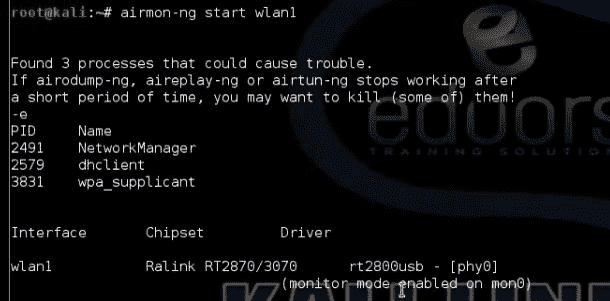 root@kali:~# airmon-ng start wlan1
Found 3 processes that could cause trouble.
If airodump-ng, aireplay-ng or airtun-ng stops working after
a short period of time, you may want to kill (some of) them!
-e
PID     Name
2491    NetworkManager
2579    dhclient
3831    wpa_supplicant
Interface       Chipset         Driver
wlan1           Ralink RT2870/3070      rt2800usb - [phy0]
(monitor mode enabled on mon0)
eduors
TRAINING SOLUTIONS